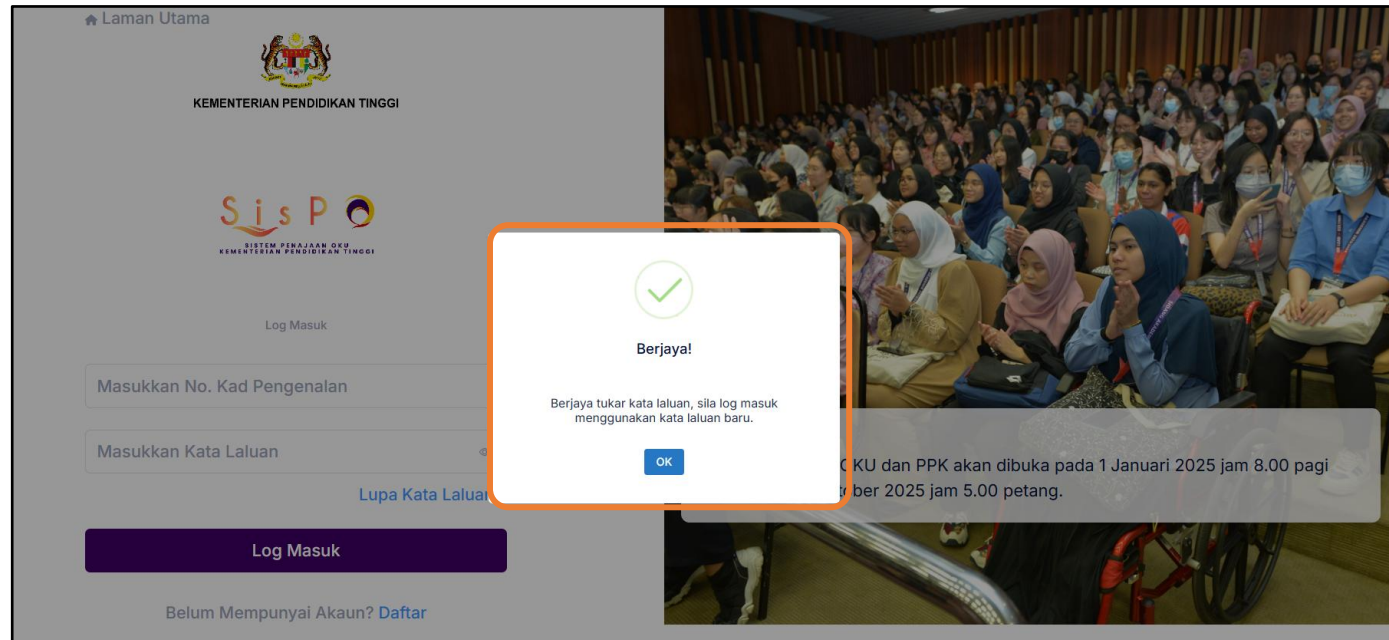 Laman Utama
KEMENTERIAN PENDIDIKAN TINGGI
SisPO
SISTEM PENAJAAN OKU
KEMENTERIAN PENDIDIKAN TINGGI
Log Masuk
Masukkan No. Kad Pengenalan
Masukkan Kata Laluan
Lupa Kata Laluan
Log Masuk
Belum Mempunyai Akaun? Daftar
Berjaya!
Berjaya tukar kata laluan, sila log masuk
menggunakan kata laluan baru.
OK
KU dan PPK akan dibuka pada 1 Januari 2025 jam 8.00 pagi
ber 2025 jam 5.00 petang.